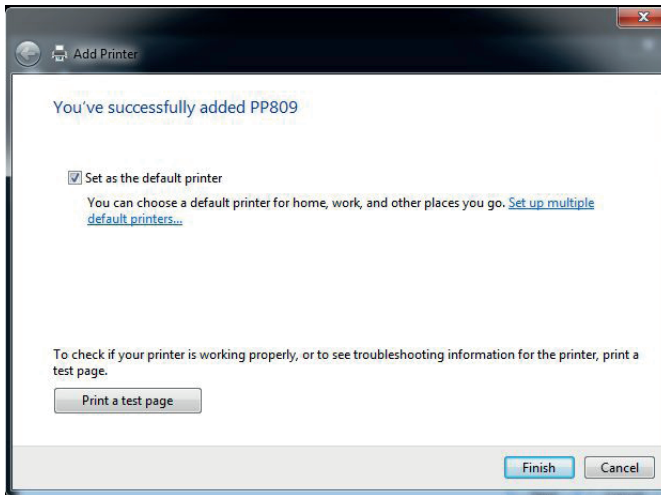 Add Printer
You've successfully added PP809
Set as the default printer
You can choose a default printer for home, work, and other places you go. Set up multiple
default printers...
To check if your printer is working properly, or to see troubleshooting information for the printer, print a
test page.
Print a test page
Finish Cancel